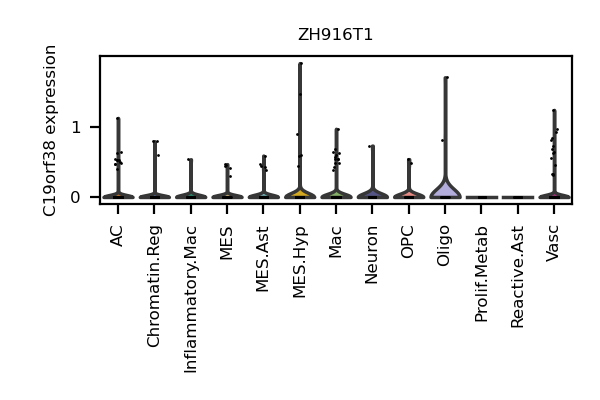 ZH916T1
C19orf38 expression
1
0
AC
Chromatin.Reg
Inflammatory.Mac
MES
MES.Ast
MES.Hyp
Mac
Neuron
OPC
Oligo
Prolif.Metab
Reactive.Ast
Vasc